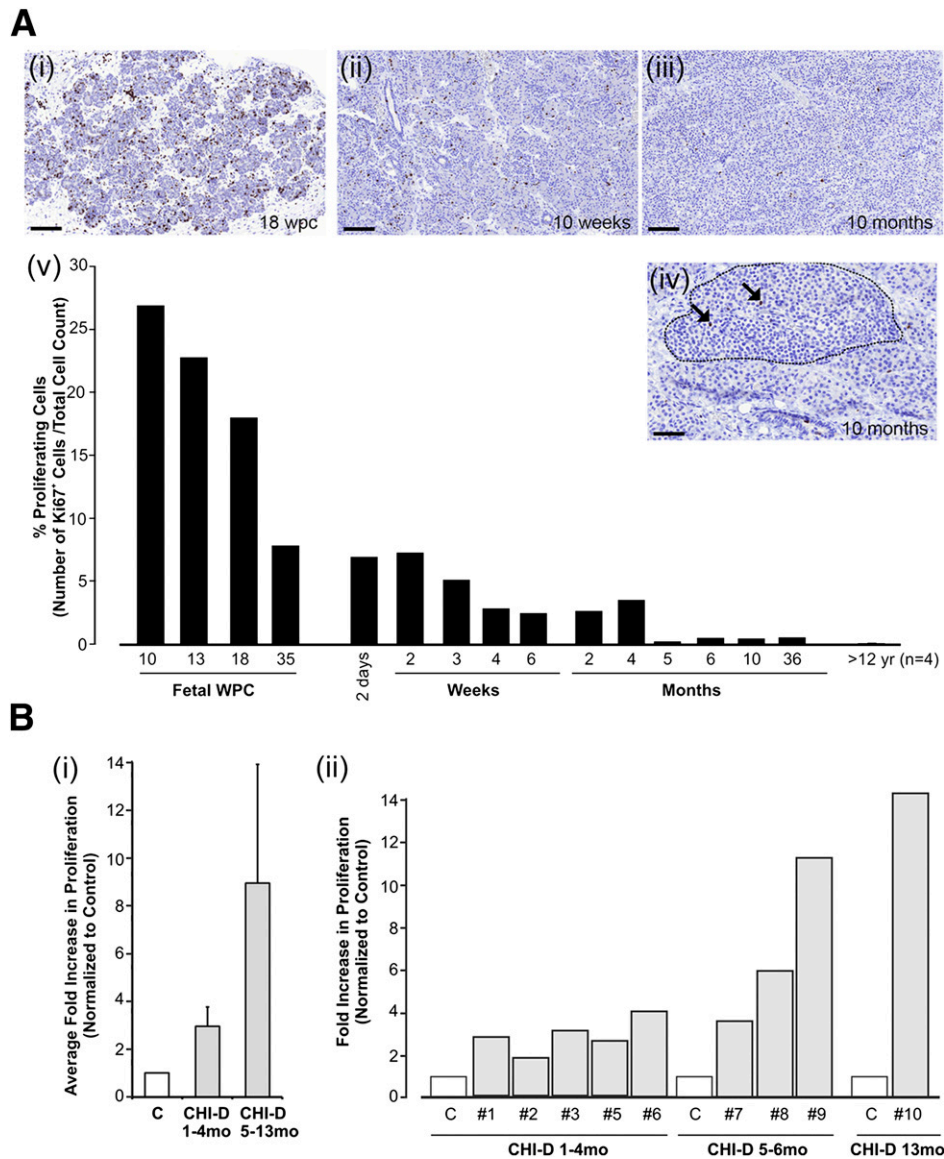 A
(i)
18 wpc
(ii)
10 weeks
(iii)
10 months
(v)
% Proliferating Cells
(Number of Ki67+ Cells /Total Cell Count)
30
25
20
15
10
5
0
(iv)
10 months
10 13 18 35 2 days 2 3 4 6 2 4 5 6 10 36 >12 yr (n=4)
Fetal WPC Weeks Months
B
(i)
Average Fold Increase in Proliferation
(Normalized to Control)
14
12
10
8
6
4
2
0
C CHI-D CHI-D
1-4mo 5-13mo
(ii)
Fold Increase in Proliferation
(Normalized to Control)
14
12
10
8
6
4
2
0
C #1 #2 #3 #5 #6 C #7 #8 #9 C #10
CHI-D 1-4mo CHI-D 5-6mo CHI-D 13mo